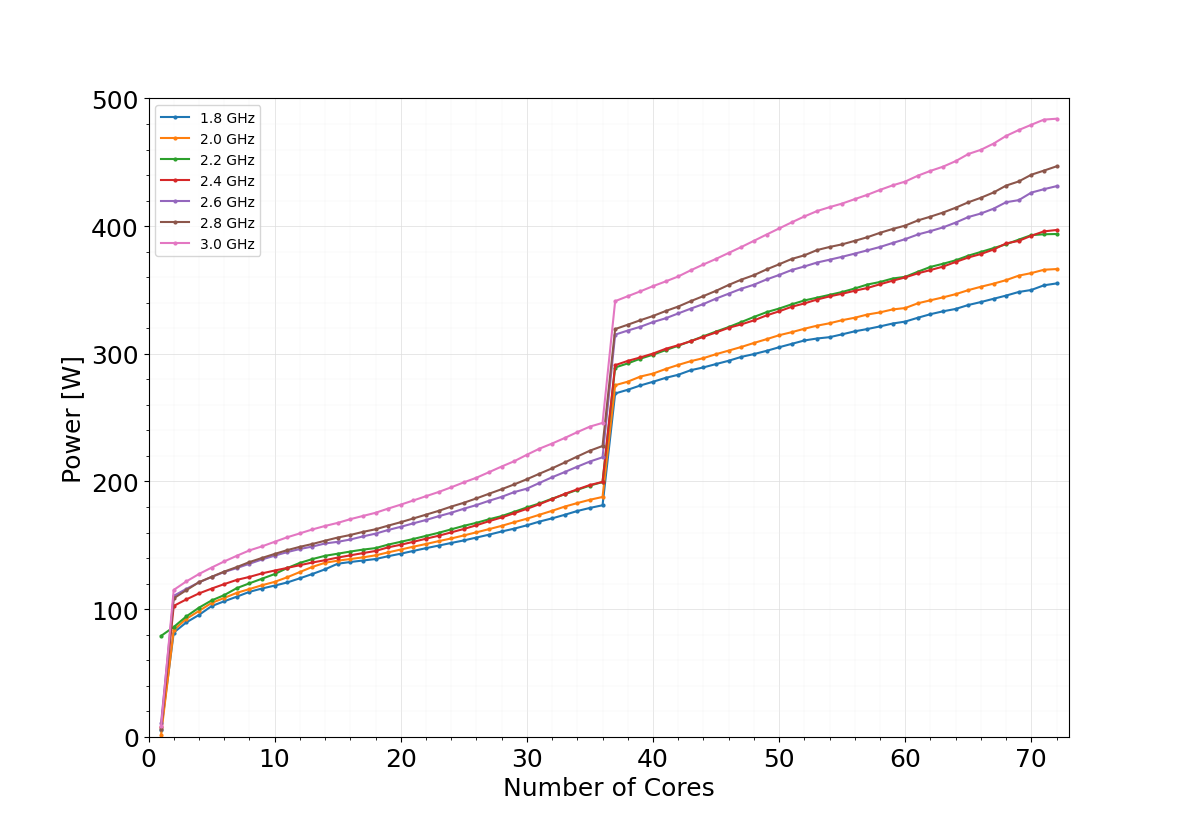 500
400
300
200
100
0
Power [W]
1.8 GHz
2.0 GHz
2.2 GHz
2.4 GHz
2.6 GHz
2.8 GHz
3.0 GHz
0 10 20 30 40 50 60 70
Number of Cores